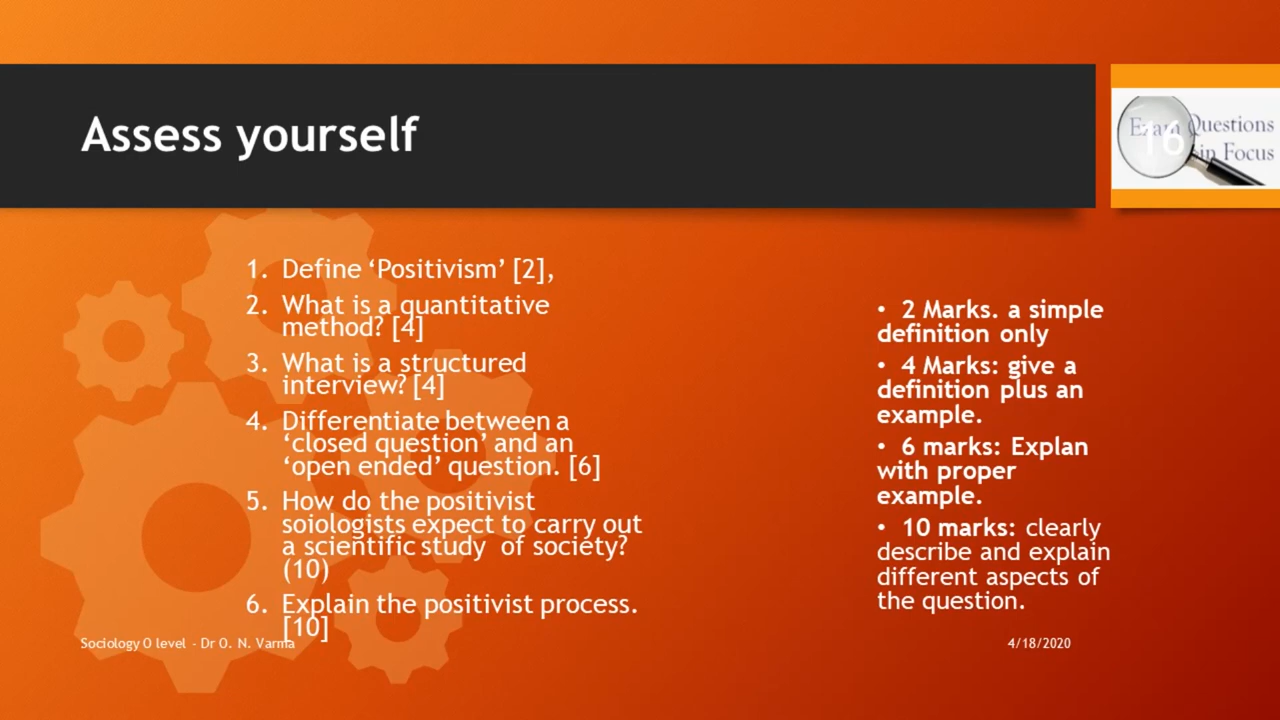 Assess yourself
Exam Questions
in Focus
16
1. Define ‘Positivism’ [2],
2. What is a quantitative
method? [4]
3. What is a structured
interview? [4]
4. Differentiate between a
‘closed question’ and an
‘open ended’ question. [6]
5. How do the positivist
soiologists expect to carry out
a scientific study of society?
(10)
6. Explain the positivist process.
[10]
• 2 Marks. a simple
definition only
• 4 Marks: give a
definition plus an
example.
• 6 marks: Explan
with proper
example.
• 10 marks: clearly
describe and explain
different aspects of
the question.
Sociology O level - Dr O. N. Varma
4/18/2020